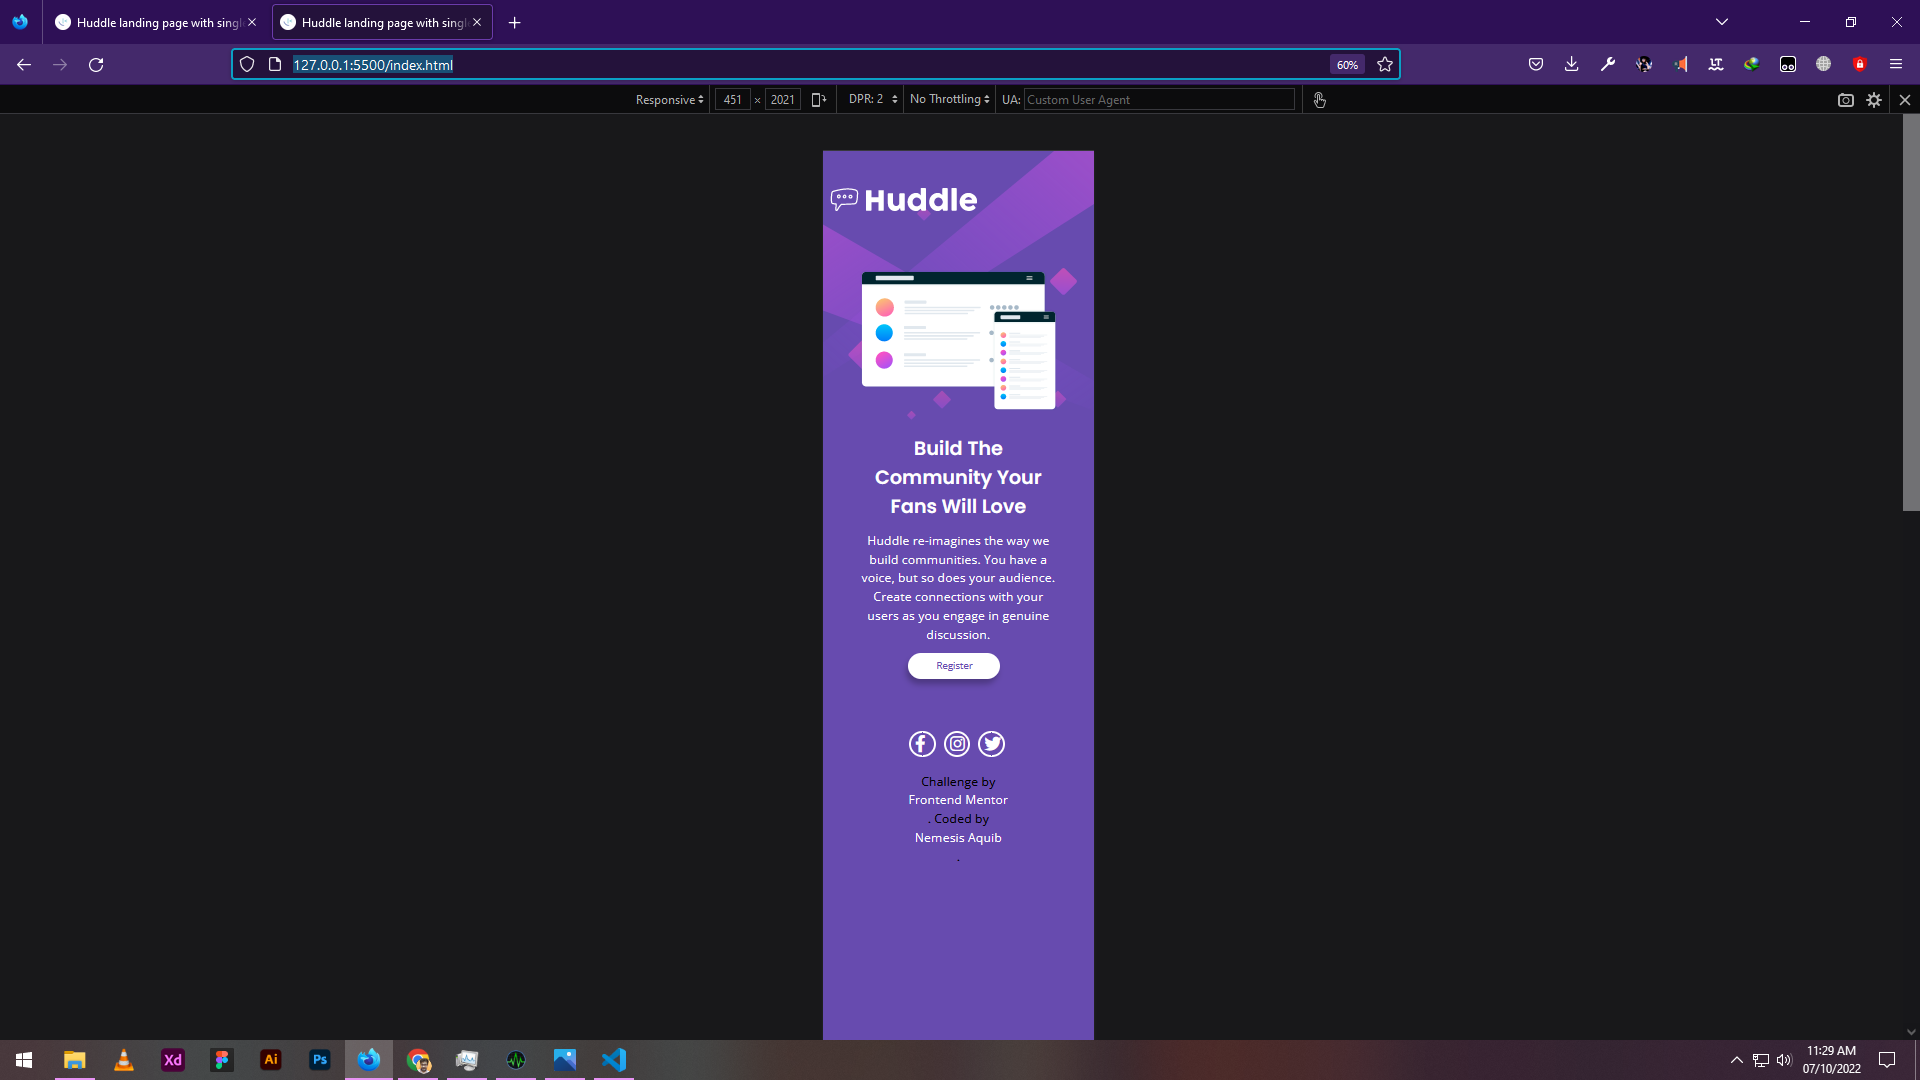 Huddle landing page with singl
Huddle landing page with singl
127.0.0.1:5500/index.html
60%
Responsive
451 × 2021
DPR: 2
No Throttling
UA: Custom User Agent
Huddle
Build The
Community Your
Fans Will Love
Huddle re-imagines the way we
build communities. You have a
voice, but so does your audience.
Create connections with your
users as you engage in genuine
discussion.
Register
Challenge by
Frontend Mentor
. Coded by
Nemesis Aquib
.
Xd
Ai
Ps
11:29 AM
07/10/2022